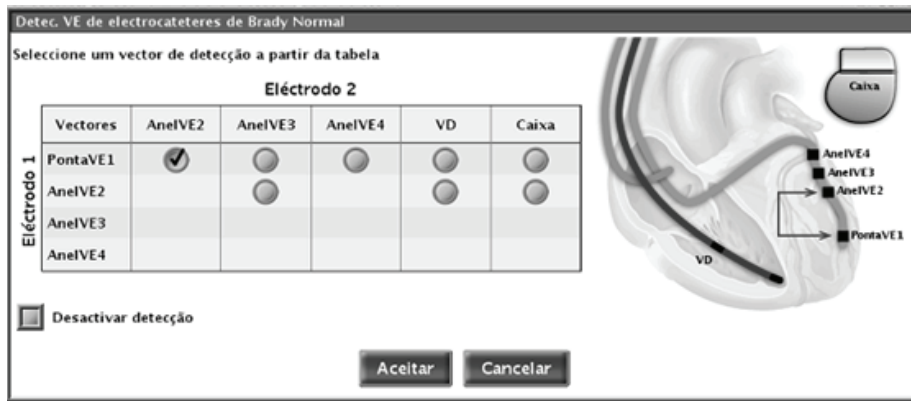 Detec. VE de electrocateteres de Brady Normal
Seleccione um vector de detecção a partir da tabela
Eléctrodo 2
Vectores AnelVE2 AnelVE3 AnelVE4 VD Caixa
Eléctrodo 1
PontaVE1
AnelVE2
AnelVE3
AnelVE4
Desactivar detecção
Aceitar Cancelar
Caixa
AnelVE4
AnelVE3
AnelVE2
PontaVE1
VD